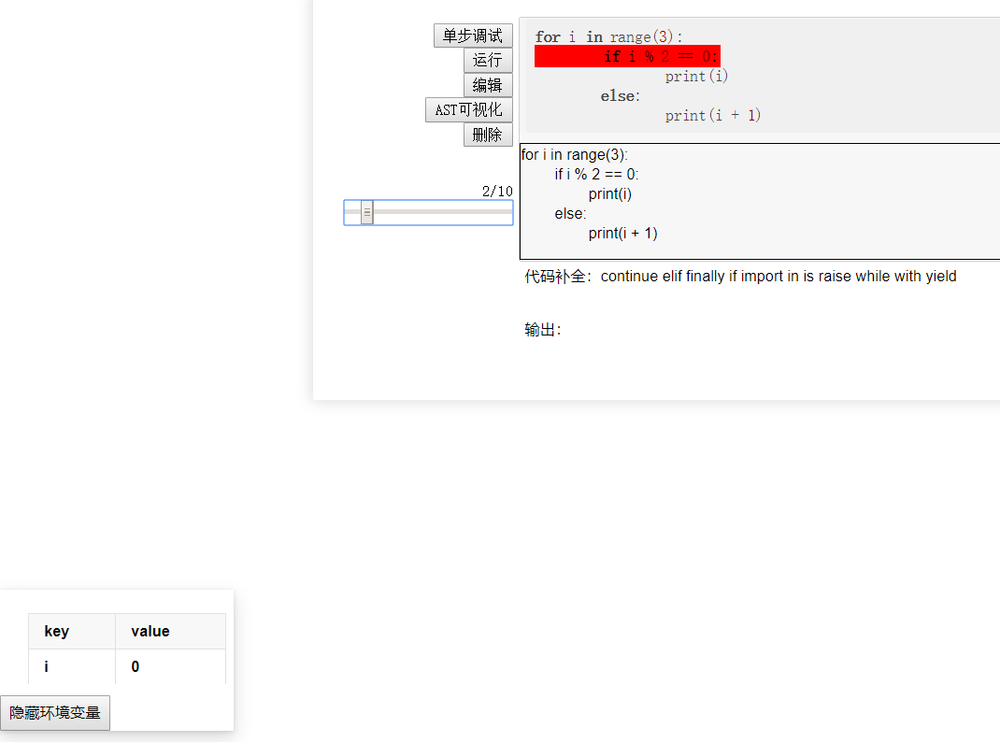 单步调试
运行
编辑
AST可视化
删除
2/10
for i in range(3):
if i % 2 == 0:
print(i)
else:
print(i + 1)
for i in range(3):
if i % 2 == 0:
print(i)
else:
print(i + 1)
代码补全：continue elif finally if import in is raise while with yield
输出：
key value
i 0
隐藏环境变量